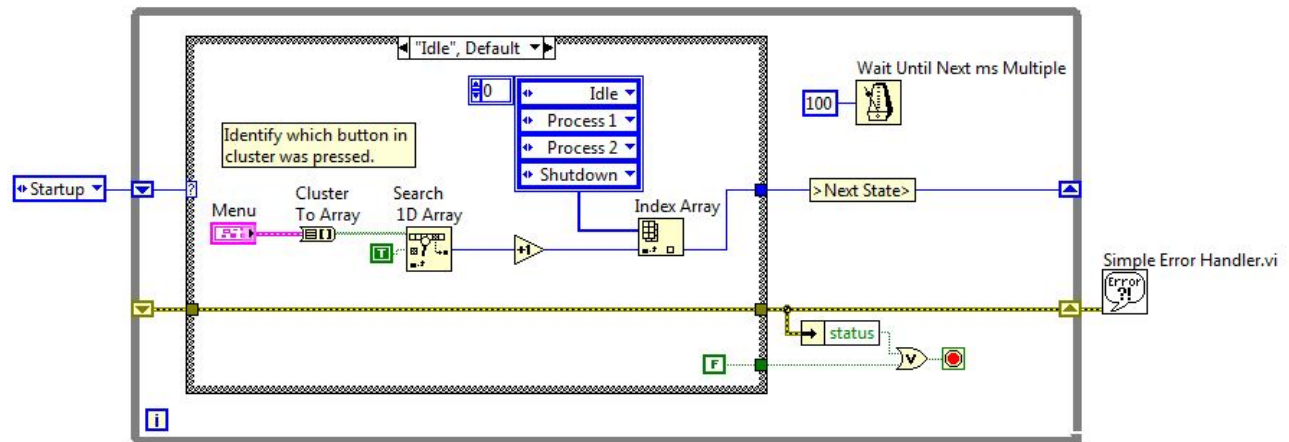 "Idle", Default
Wait Until Next ms Multiple
0
Idle
Process 1
Process 2
Shutdown
100
Identify which button in
cluster was pressed.
Startup
?
>Next State>
Menu
Cluster
To Array
Search
1D Array
Index Array
T
+1
Simple Error Handler.vi
Error
?!
status
F
V
i